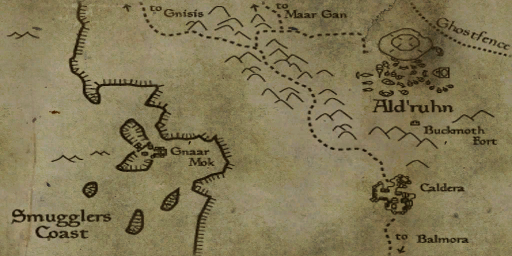 to Gnisis
to Maar Gan
Ghostfence
Ald'ruhn
Buckmoth
Fort
Gnaar
Mok
Caldera
Smugglers
Coast
to Balmora